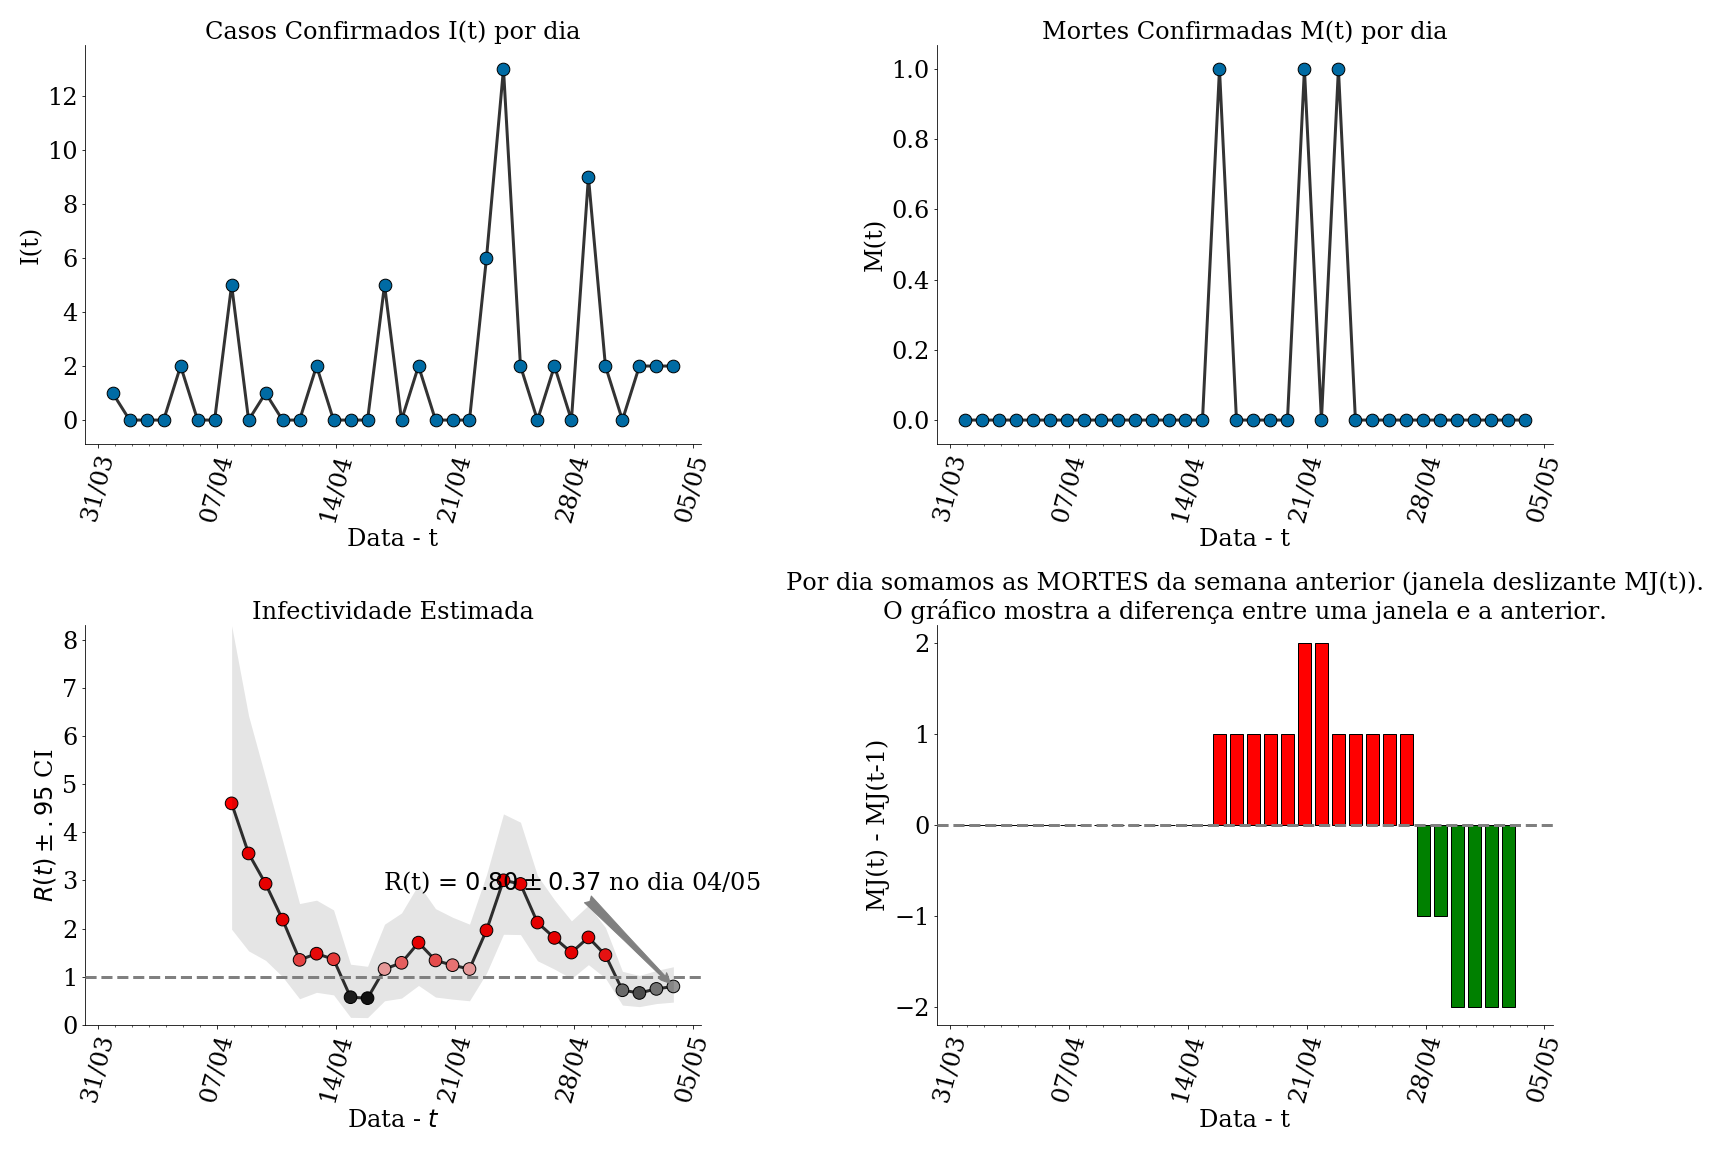 Casos Confirmados I(t) por dia
I(t)
12
10
8
6
4
2
0
31/03 07/04 14/04 21/04 28/04 05/05
Data - t
Mortes Confirmadas M(t) por dia
M(t)
1.0
0.8
0.6
0.4
0.2
0.0
31/03 07/04 14/04 21/04 28/04 05/05
Data - t
Infectividade Estimada
R(t) ± .95 CI
8
7
6
5
4
3
2
1
0
R(t) = 0.80 ± 0.37 no dia 04/05
31/03 07/04 14/04 21/04 28/04 05/05
Data - t
Por dia somamos as MORTES da semana anterior (janela deslizante MJ(t)).
O gráfico mostra a diferença entre uma janela e a anterior.
MJ(t) - MJ(t-1)
2
1
0
−1
−2
31/03 07/04 14/04 21/04 28/04 05/05
Data - t